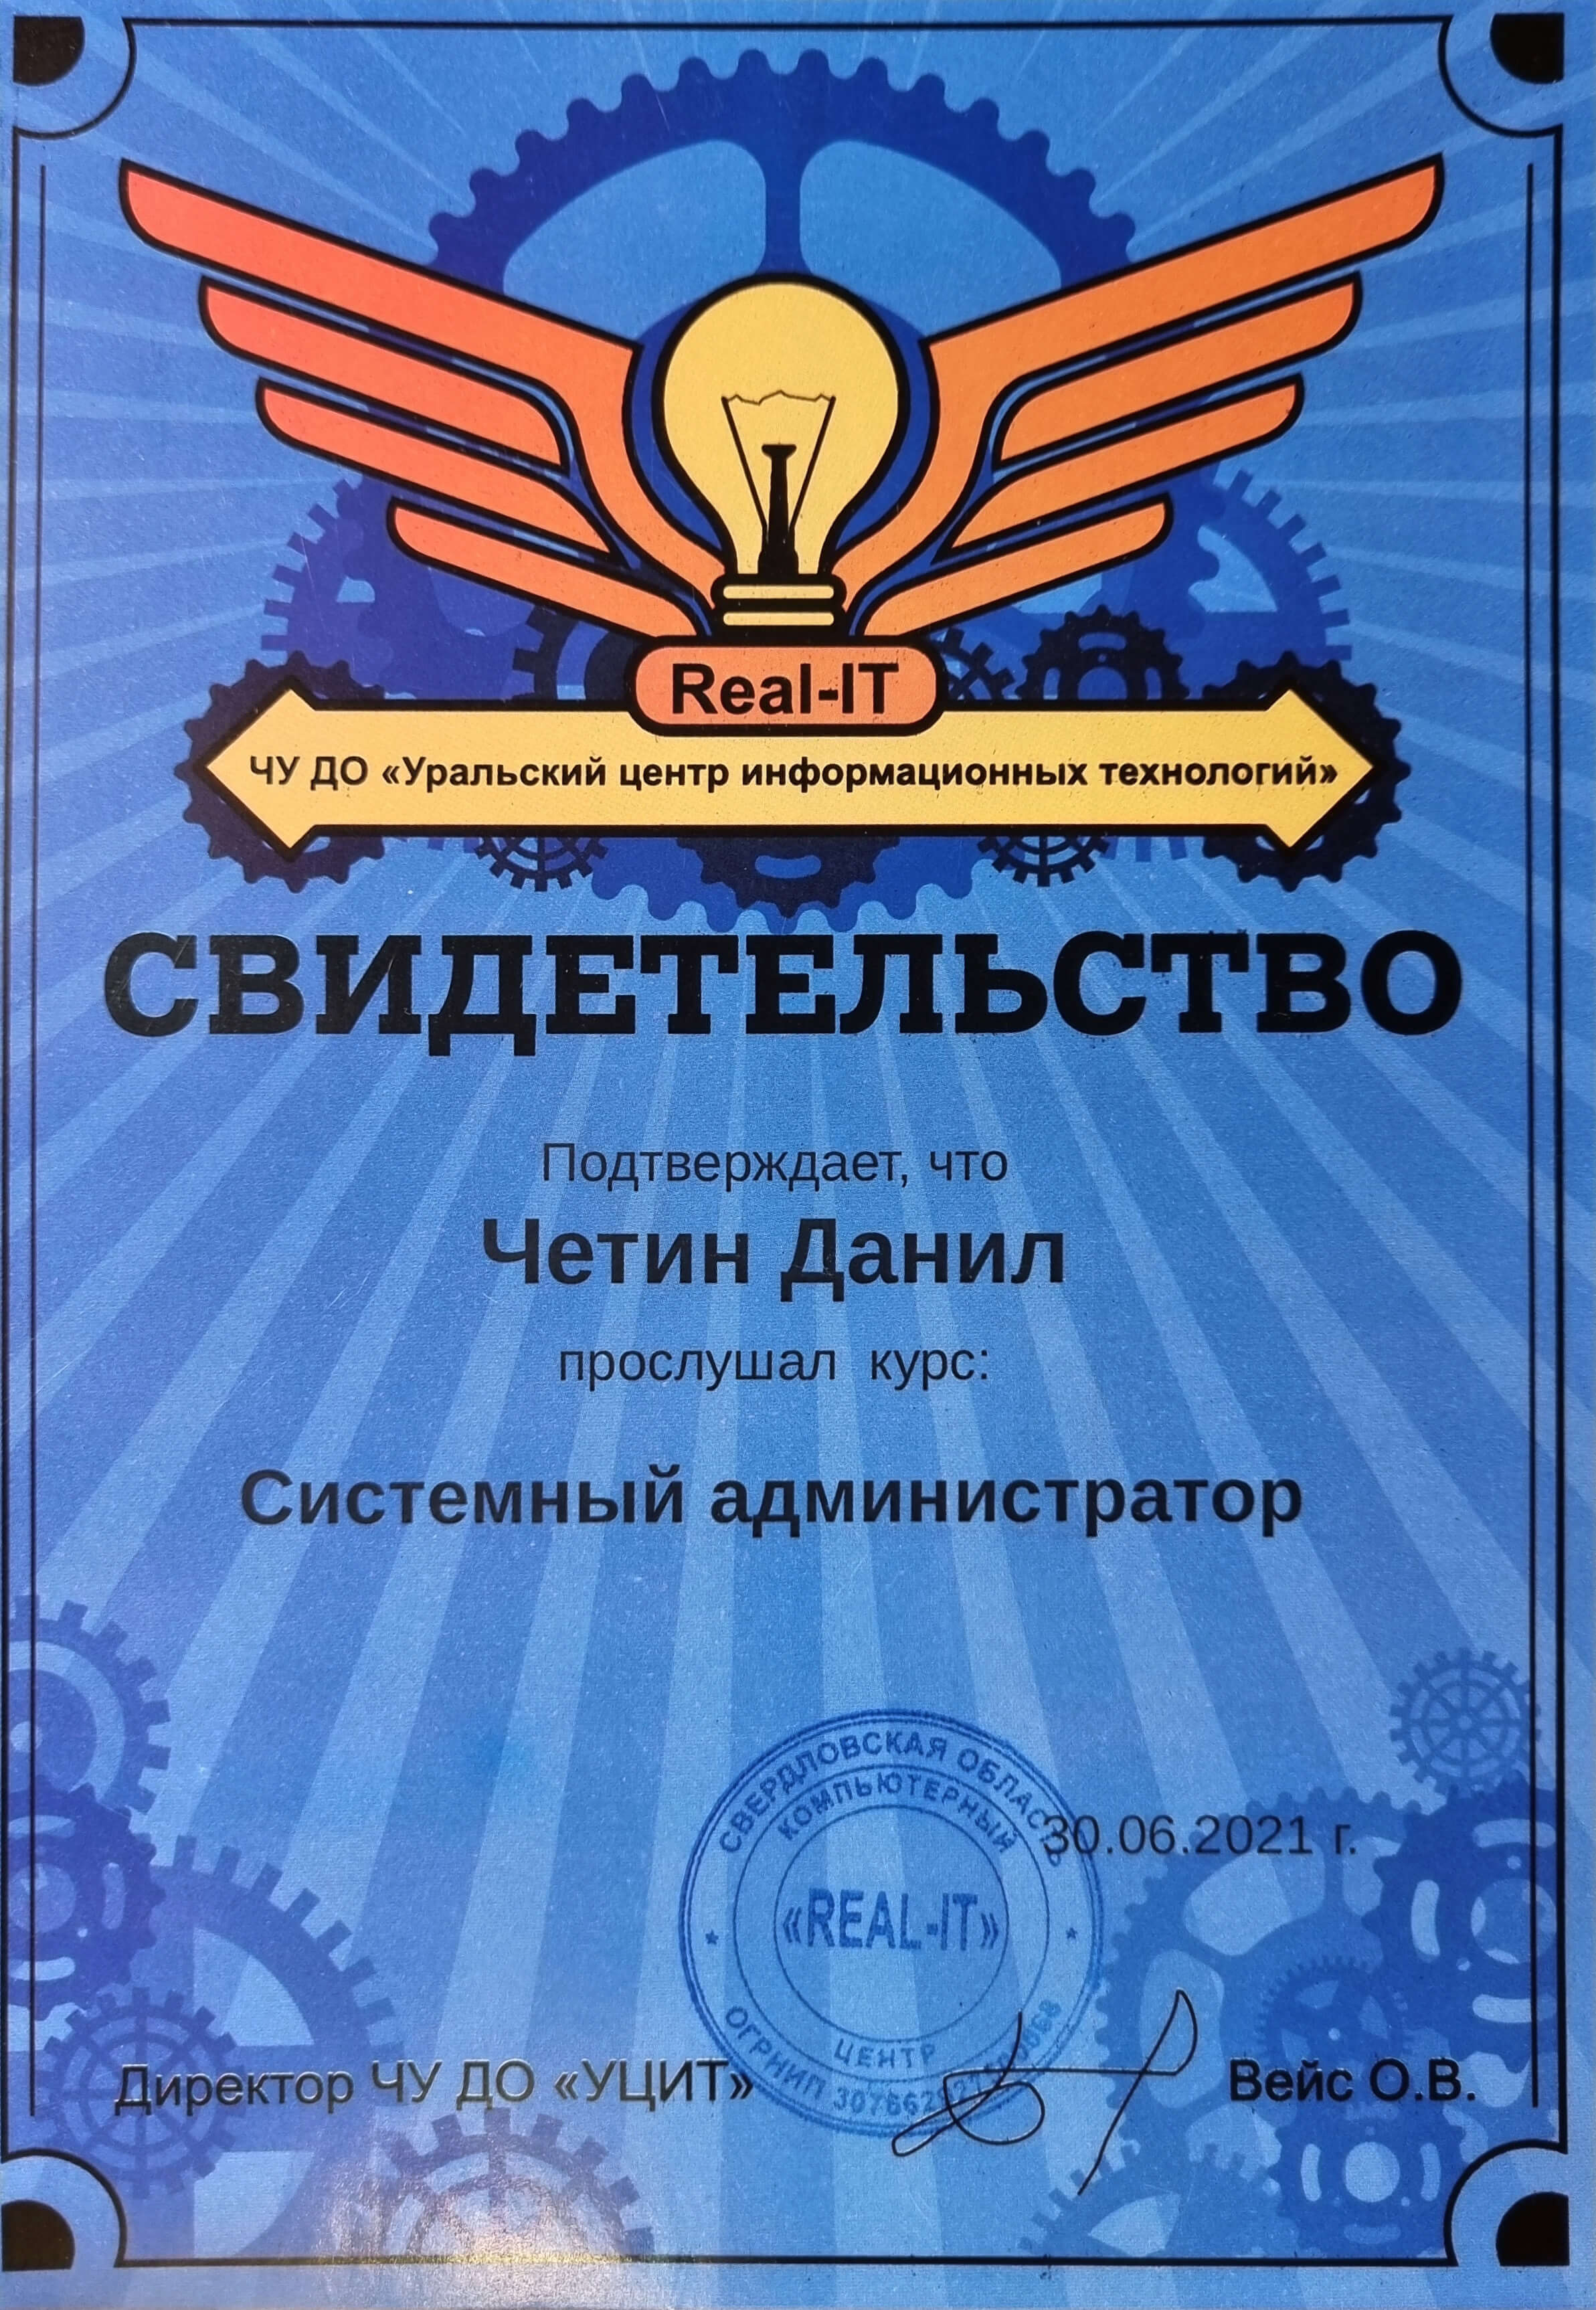 Real-IT
ЧУ ДО «Уральский центр информационных технологий»
СВИДЕТЕЛЬСТВО
Подтверждает, что
Четин Данил
прослушал курс:
Системный администратор
СВЕРДЛОВСКАЯ ОБЛАСТЬ
КОМПЬЮТЕРНЫЙ
30.06.2021 г.
«REAL-IT»
ЦЕНТР
ОГРНИП
Директор ЧУ ДО «УЦИТ»
Вейс О.В.